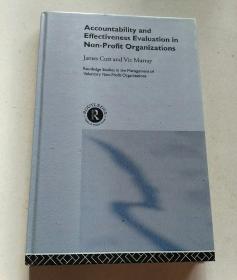 Accountability and
Effectiveness Evaluation in
Non-Profit Organizations
James Cutt and Vic Murray
Routledge Studies in the Management of
Voluntary Non-Profit Organizations
ROUTLEDGE